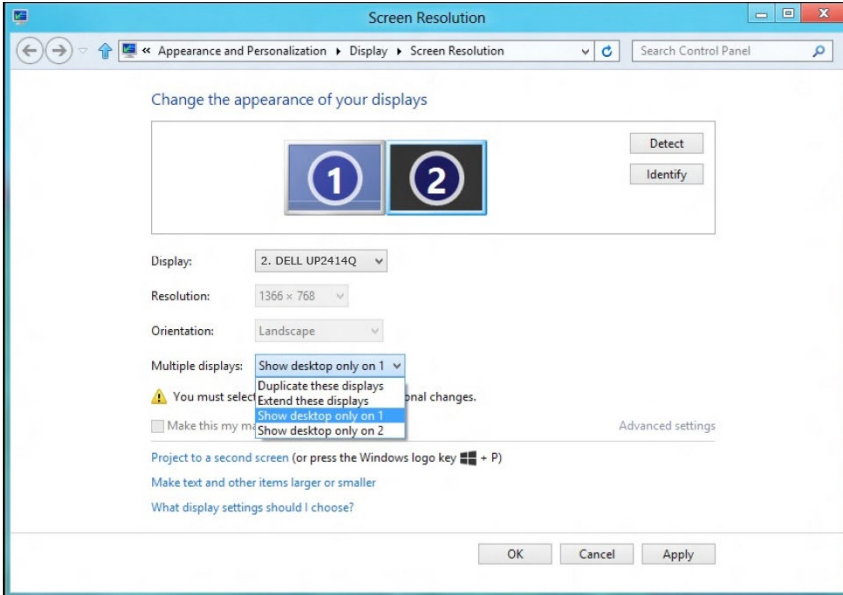 Screen Resolution
« Appearance and Personalization ▸ Display ▸ Screen Resolution
Search Control Panel
Change the appearance of your displays
1
2
Detect
Identify
Display: 2. DELL UP2414Q
Resolution: 1366 × 768
Orientation: Landscape
Multiple displays: Show desktop only on 1
Duplicate these displays
You must selec
onal changes.
Extend these displays
Show desktop only on 1
Make this my ma
Show desktop only on 2
Advanced settings
Project to a second screen (or press the Windows logo key + P)
Make text and other items larger or smaller
What display settings should I choose?
OK Cancel Apply